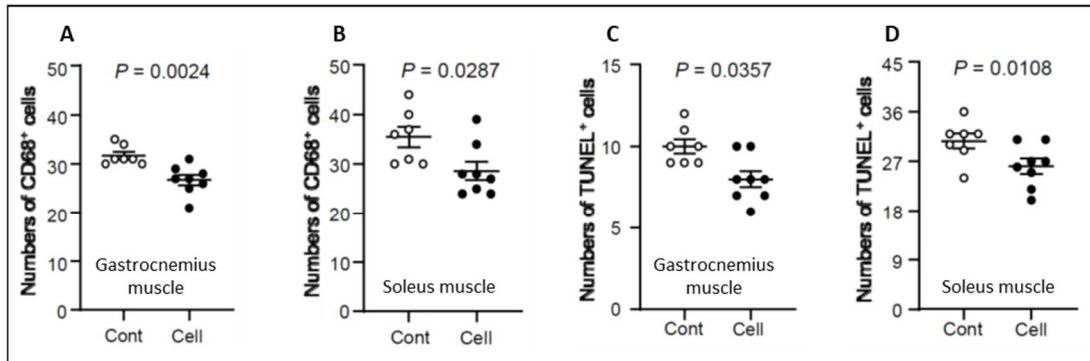 A
Numbers of CD68⁺ cells
P = 0.0024
50
40
30
20
10
0
Gastrocnemius
muscle
Cont Cell
B
Numbers of CD68⁺ cells
P = 0.0287
50
40
30
20
10
0
Soleus muscle
Cont Cell
C
Numbers of TUNEL⁺ cells
P = 0.0357
15
10
5
0
Gastrocnemius
muscle
Cont Cell
D
Numbers of TUNEL⁺ cells
P = 0.0108
45
36
27
18
9
0
Soleus muscle
Cont Cell